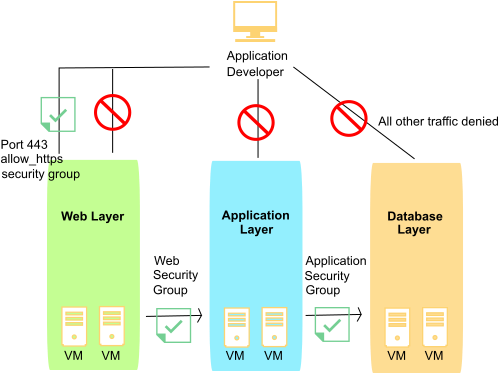 Application
Developer
All other traffic denied
Port 443
allow_https
security group
Web Layer
Application
Layer
Database
Layer
Web
Security
Group
Application
Security
Group
VM
VM
VM
VM
VM
VM